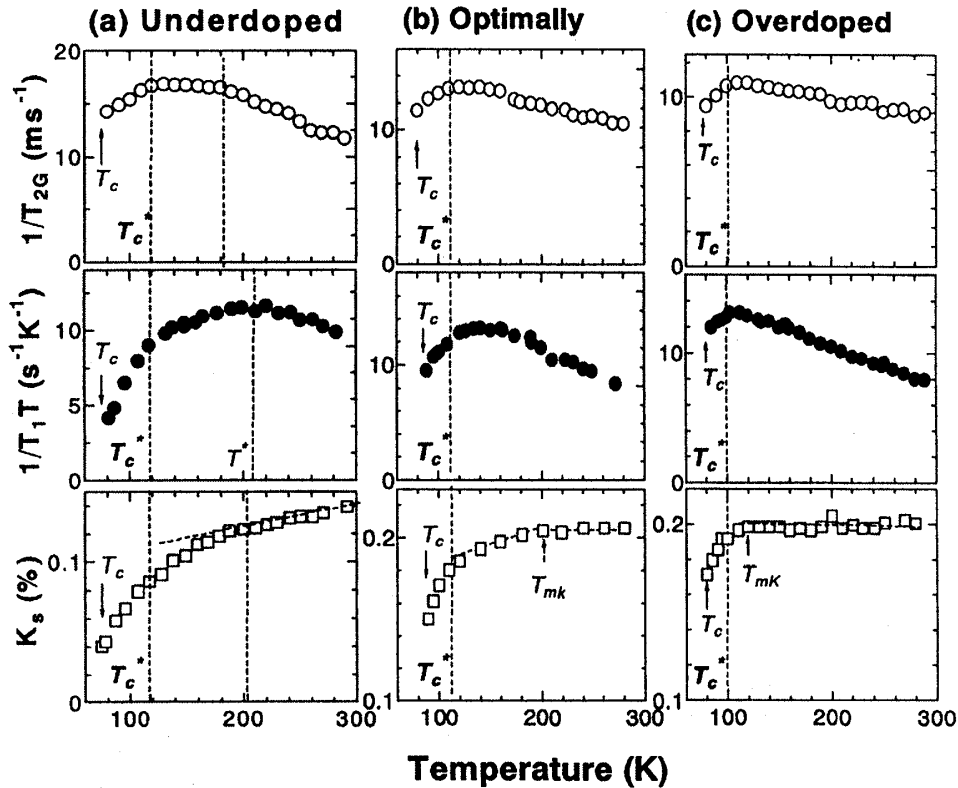 (a) Underdoped
(b) Optimally
(c) Overdoped
1/T2G (ms-1)
20
10
0
Tc
Tc*
10
0
Tc
Tc*
10
0
Tc
Tc*
1/T1T (s-1K-1)
10
5
0
Tc
Tc*
T*
10
0
Tc
Tc*
10
0
Tc
Tc*
Ks (%)
0.1
0
Tc
Tc*
100
200
300
0.2
0.1
Tc
Tmk
Tc*
100
200
300
0.2
0.1
TmK
Tc
Tc*
100
200
300
Temperature (K)